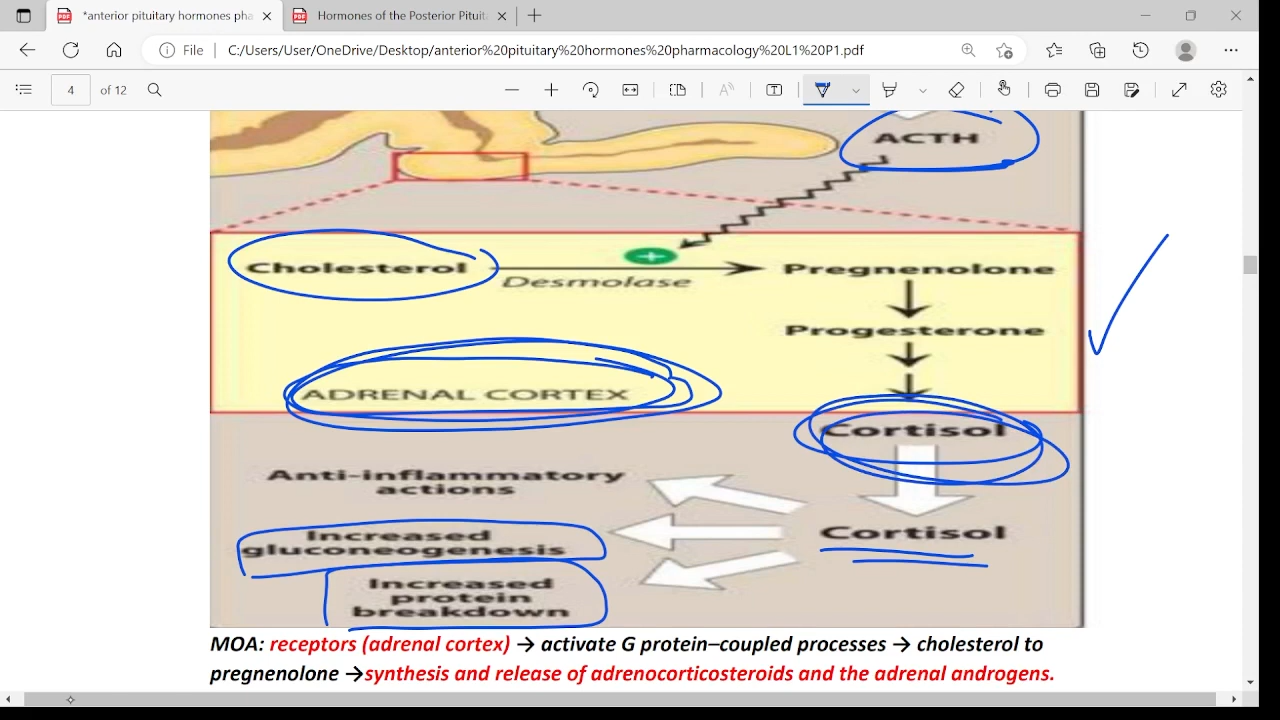 *anterior pituitary hormones pha
Hormones of the Posterior Pituit
File
C:/Users/User/OneDrive/Desktop/anterior%20pituitary%20hormones%20pharmacology%20L1%20P1.pdf
4 of 12
ACTH
Cholesterol
+
Desmolase
Pregnenolone
Progesterone
ADRENAL CORTEX
Cortisol
Anti-inflammatory
actions
Increased
gluconeogenesis
Cortisol
Increased
protein
breakdown
MOA: receptors (adrenal cortex) → activate G protein–coupled processes → cholesterol to
pregnenolone →synthesis and release of adrenocorticosteroids and the adrenal androgens.